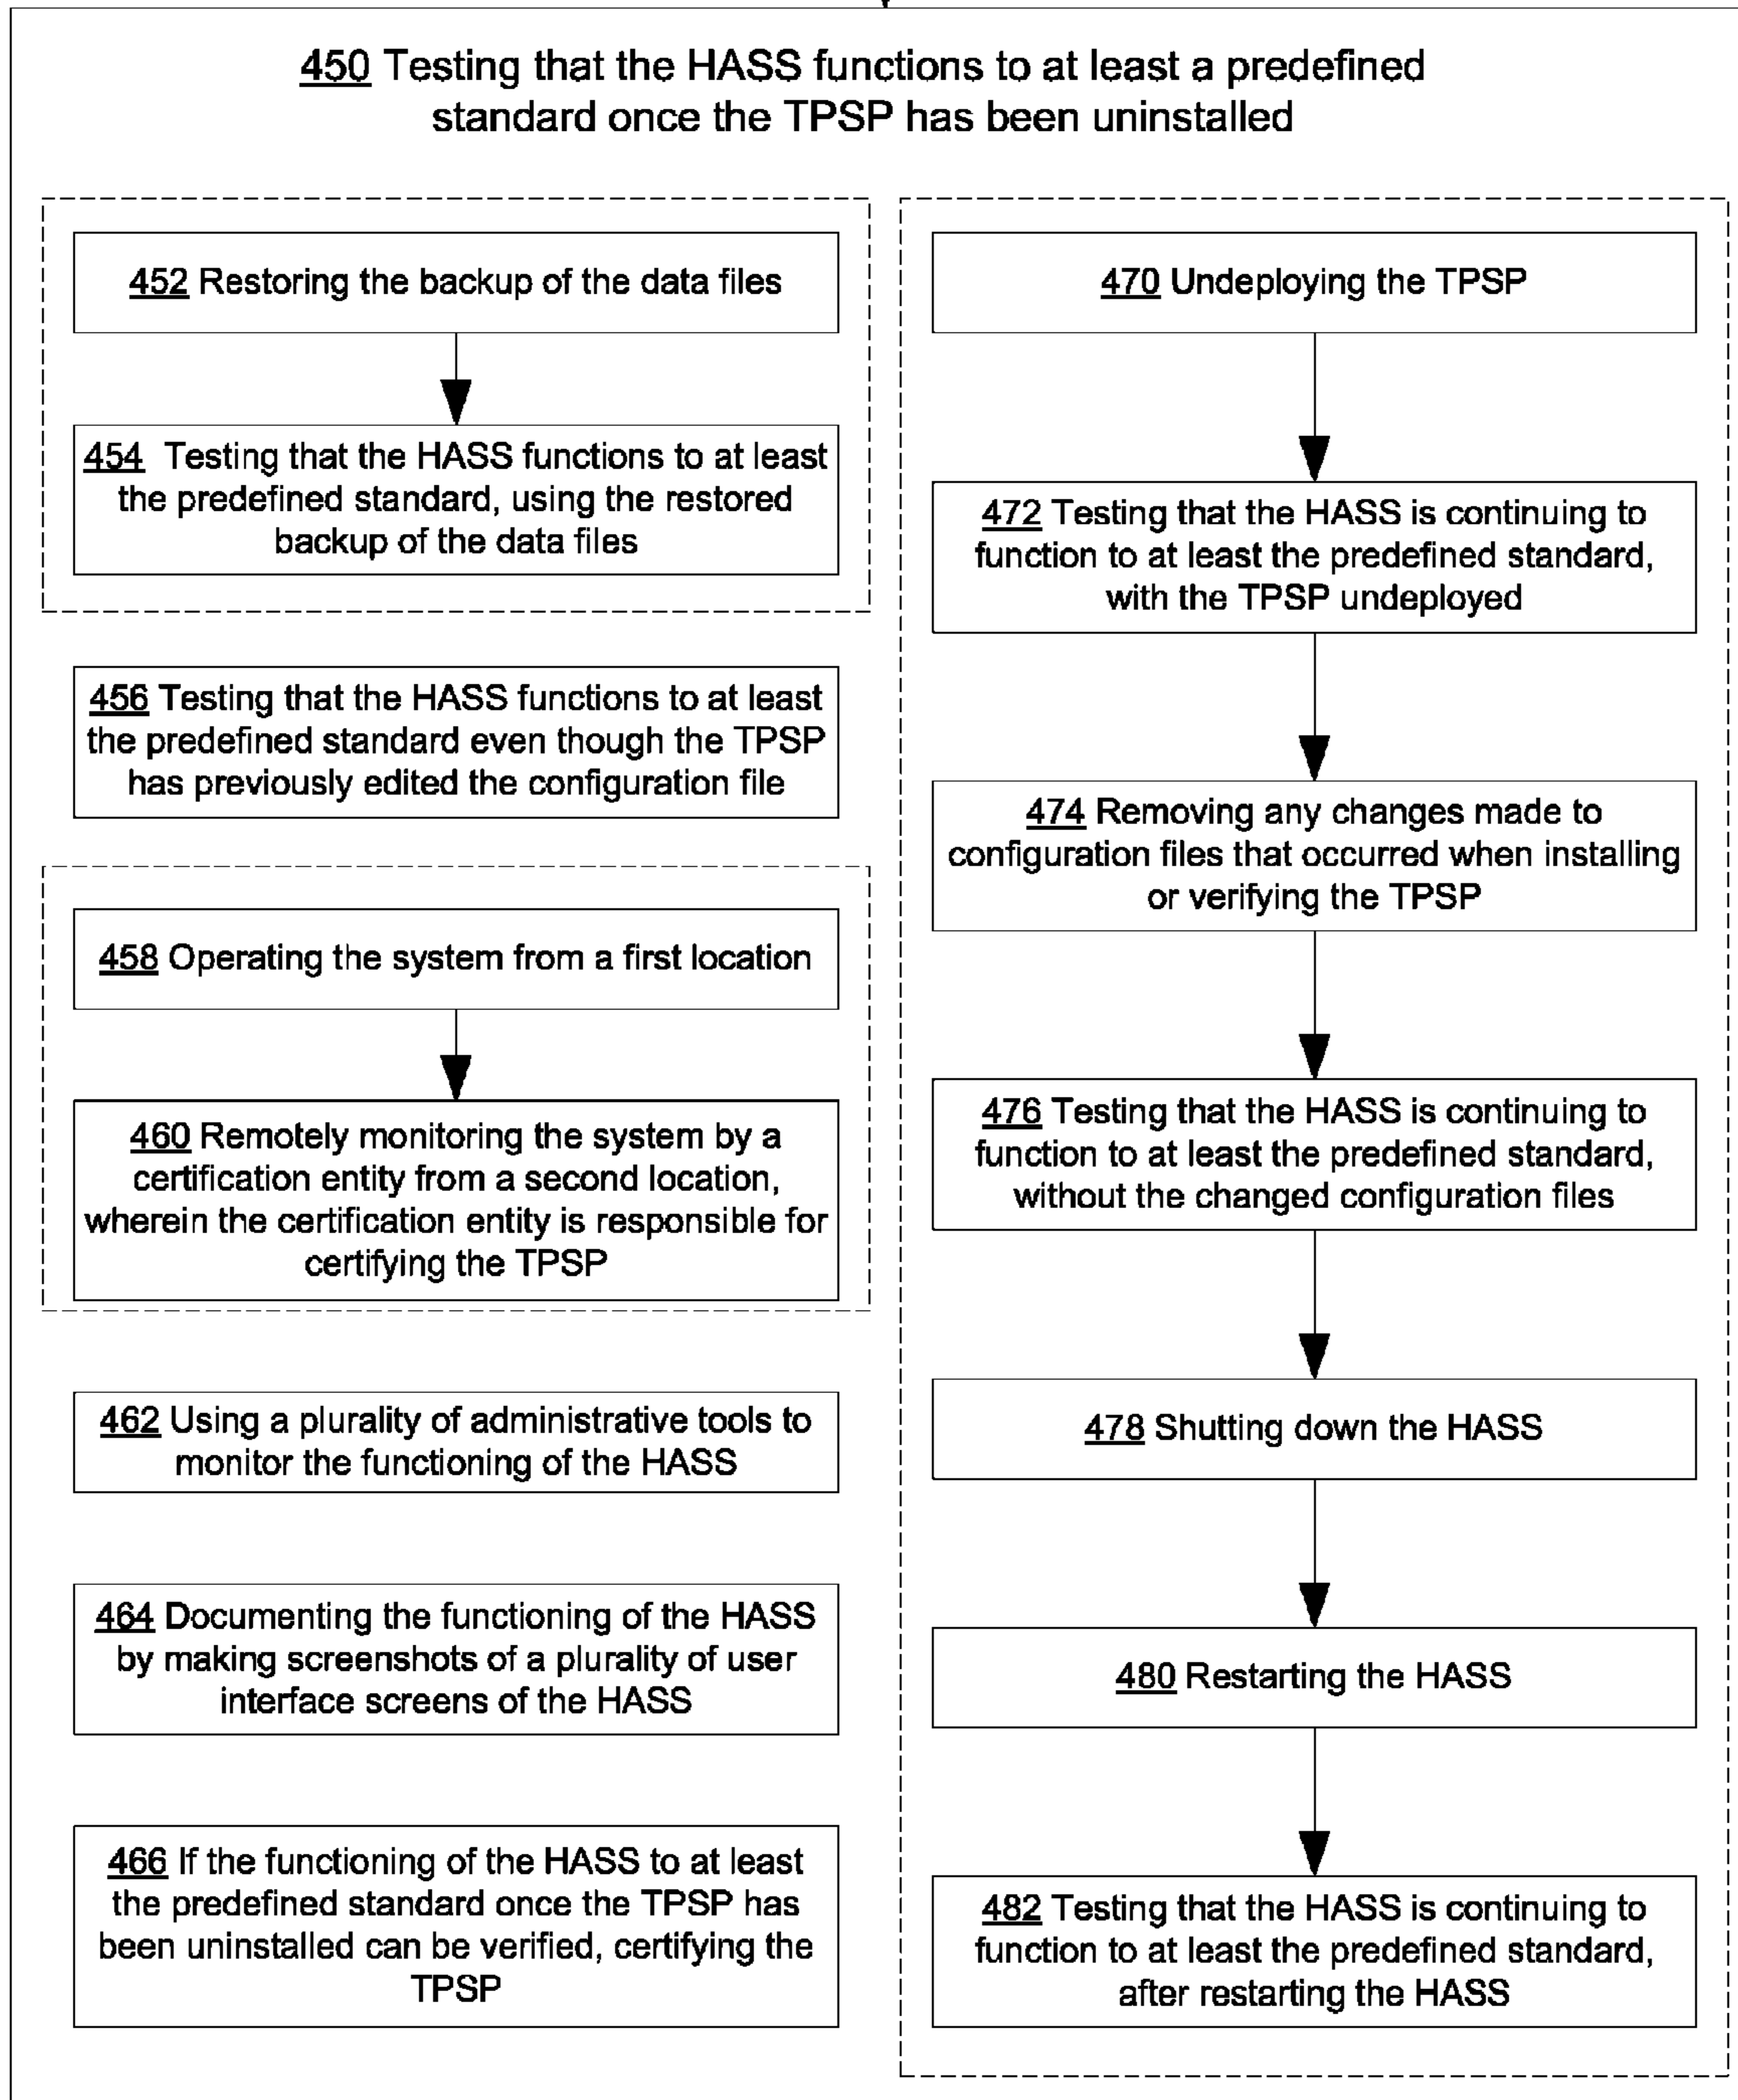 450 Testing that the HASS functions to at least a predefined
standard once the TPSP has been uninstalled
452 Restoring the backup of the data files
454 Testing that the HASS functions to at least
the predefined standard, using the restored
backup of the data files
456 Testing that the HASS functions to at least
the predefined standard even though the TPSP
has previously edited the configuration file
458 Operating the system from a first location
460 Remotely monitoring the system by a
certification entity from a second location,
wherein the certification entity is responsible for
certifying the TPSP
462 Using a plurality of administrative tools to
monitor the functioning of the HASS
464 Documenting the functioning of the HASS
by making screenshots of a plurality of user
interface screens of the HASS
466 If the functioning of the HASS to at least
the predefined standard once the TPSP has
been uninstalled can be verified, certifying the
TPSP
470 Undeploying the TPSP
472 Testing that the HASS is continuing to
function to at least the predefined standard,
with the TPSP undeployed
474 Removing any changes made to
configuration files that occurred when installing
or verifying the TPSP
476 Testing that the HASS is continuing to
function to at least the predefined standard,
without the changed configuration files
478 Shutting down the HASS
480 Restarting the HASS
482 Testing that the HASS is continuing to
function to at least the predefined standard,
after restarting the HASS